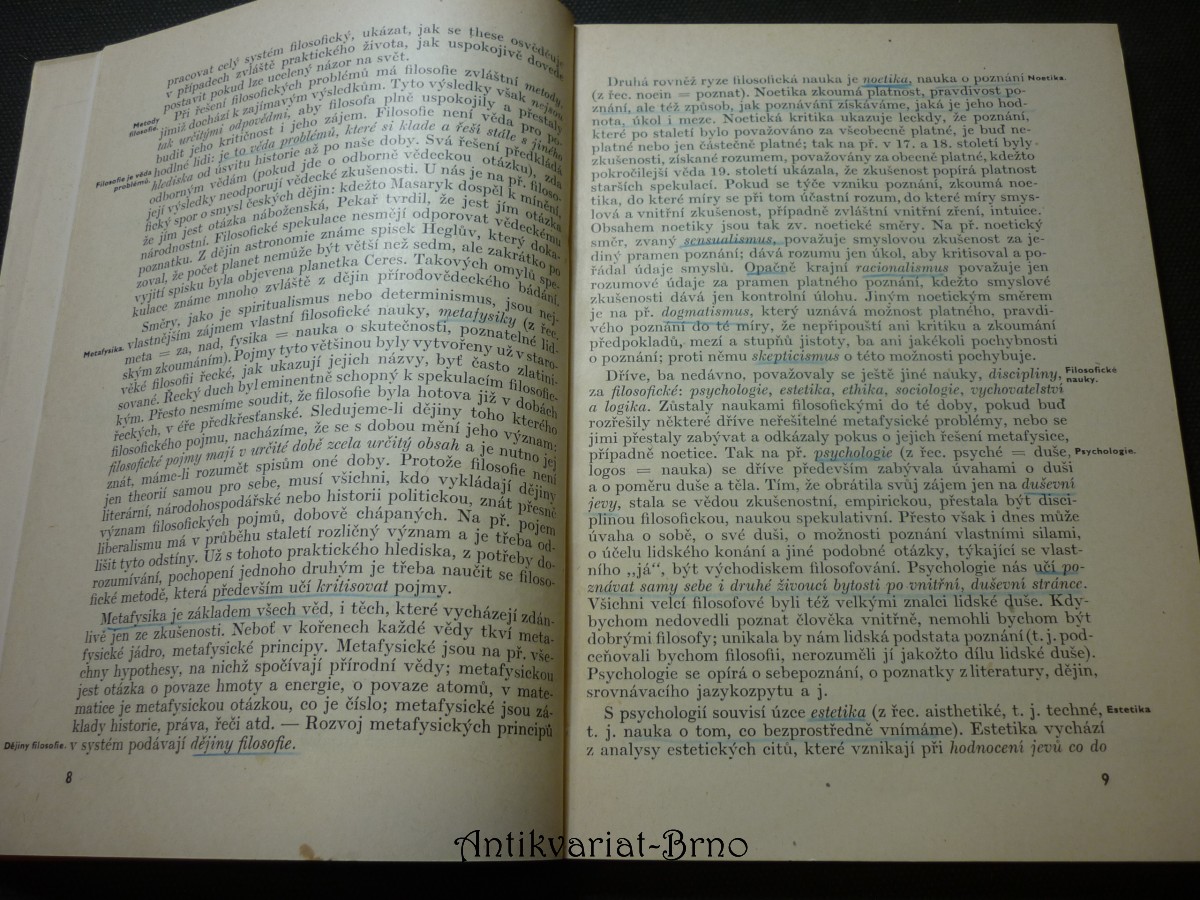 pracovat celý systém filosofický, ukázat, jak se these osvědčuje
v případech zvláště praktického života, jak uspokojivě dovede
postavit pokud lze ucelený názor na svět.
Metody filosofie.
Při řešení filosofických problémů má filosofie zvláštní metody,
jimiž dochází k zajímavým výsledkům. Tyto výsledky však nejsou
tak určitými odpovědmi, aby filosofa plně uspokojily a přestaly
budit jeho kritičnost i jeho zájem. Filosofie není věda pro po-
hodlné lidi: je to věda problémů, které si klade a řeší stále s jiného
Filosofie je věda problémů.
hlediska od úsvitu historie až po naše doby. Svá řešení předkládá
odborným vědám (pokud jde o odborně vědeckou otázku), zda
její výsledky neodporují vědecké zkušenosti. U nás je na př. filoso-
fický spor o smysl českých dějin: kdežto Masaryk dospěl k mínění,
že jím jest otázka náboženská, Pekař tvrdil, že jest jím otázka
národnostní. Filosofické spekulace nesmějí odporovat vědeckému
poznatku. Z dějin astronomie známe spisek Heglův, který doka-
zoval, že počet planet nemůže být větší než sedm, ale zakrátko po
vyjití spisku byla objevena planetka Ceres. Takových omylů spe-
kulace známe mnoho zvláště z dějin přírodovědeckého bádání.
Směry, jako je spiritualismus nebo determinismus, jsou nej-
vlastnějším zájmem vlastní filosofické nauky, metafysiky (z řec.
Metafysika.
meta = za, nad, fysika = nauka o skutečnosti, poznatelné lid-
ským zkoumáním). Pojmy tyto většinou byly vytvořeny už v staro-
věké filosofii řecké, jak ukazují jejich názvy, byť často zlatini-
sované. Řecký duch byl eminentně schopný k spekulacím filosofic-
kým. Přesto nesmíme soudit, že filosofie byla hotova již v dobách
řeckých, v éře předkřesťanské. Sledujeme-li dějiny toho kterého
filosofického pojmu, nacházíme, že se s dobou mění jeho význam:
filosofické pojmy mají v určité době zcela určitý obsah a je nutno jej
znát, máme-li rozumět spisům oné doby. Protože filosofie není
jen theorií samou pro sebe, musí všichni, kdo vykládají dějiny
literární, národohospodářské nebo historii politickou, znát přesně
význam filosofických pojmů, dobově chápaných. Na př. pojem
liberalismu má v průběhu staletí rozličný význam a je třeba od-
lišit tyto odstíny. Už s tohoto praktického hlediska, z potřeby do-
rozumívání, pochopení jednoho druhým je třeba naučit se filoso-
fické metodě, která především učí kritisovat pojmy.
Metafysika je základem všech věd, i těch, které vycházejí zdán-
livě jen ze zkušenosti. Neboť v kořenech každé vědy tkví meta-
fysické jádro, metafysické principy. Metafysické jsou na př. vše-
chny hypothesy, na nichž spočívají přírodní vědy; metafysickou
jest otázka o povaze hmoty a energie, o povaze atomů, v mate-
matice je metafysickou otázkou, co je číslo; metafysické jsou zá-
klady historie, práva, řeči atd. — Rozvoj metafysických principů
Dějiny filosofie. v systém podávají dějiny filosofie.
8
Druhá rovněž ryze filosofická nauka je noetika, nauka o poznání Noetika.
(z řec. noein = poznat). Noetika zkoumá platnost, pravdivost po-
znání, ale též způsob, jak poznávání získáváme, jaká je jeho hod-
nota, úkol i meze. Noetická kritika ukazuje leckdy, že poznání,
které po staletí bylo považováno za všeobecně platné, je buď ne-
platné nebo jen částečně platné; tak na př. v 17. a 18. století byly
zkušenosti, získané rozumem, považovány za obecně platné, kdežto
pokročilejší věda 19. století ukázala, že zkušenost popírá platnost
starších spekulací. Pokud se týče vzniku poznání, zkoumá noe-
tika, do které míry se při tom účastní rozum, do které míry smys-
lová a vnitřní zkušenost, případně zvláštní vnitřní zření, intuice.
Obsahem noetiky jsou tak zv. noetické směry. Na př. noetický
směr, zvaný sensualismus, považuje smyslovou zkušenost za je-
diný pramen poznání; dává rozumu jen úkol, aby kritisoval a po-
řádal údaje smyslů. Opačně krajní racionalismus považuje jen
rozumové údaje za pramen platného poznání, kdežto smyslové
zkušenosti dává jen kontrolní úlohu. Jiným noetickým směrem
je na př. dogmatismus, který uznává možnost platného, pravdi-
vého poznání do té míry, že nepřipouští ani kritiku a zkoumání
předpokladů, mezí a stupňů jistoty, ba ani jakékoli pochybnosti
o poznání; proti němu skepticismus o této možnosti pochybuje.
Dříve, ba nedávno, považovaly se ještě jiné nauky, discipliny, Filosofické nauky.
za filosofické: psychologie, estetika, ethika, sociologie, vychovatelství
a logika. Zůstaly naukami filosofickými do té doby, pokud buď
rozřešily některé dříve neřešitelné metafysické problémy, nebo se
jimi přestaly zabývat a odkázaly pokus o jejich řešení metafysice,
případně noetice. Tak na př. psychologie (z řec. psyché = duše, Psychologie.
logos = nauka) se dříve především zabývala úvahami o duši
a o poměru duše a těla. Tím, že obrátila svůj zájem jen na duševní
jevy, stala se vědou zkušenostní, empirickou, přestala být disci-
plinou filosofickou, naukou spekulativní. Přesto však i dnes může
úvaha o sobě, o své duši, o možnosti poznání vlastními silami,
o účelu lidského konání a jiné podobné otázky, týkající se vlast-
ního „já“, být východiskem filosofování. Psychologie nás učí po-
znávat samy sebe i druhé živoucí bytosti po vnitřní, duševní stránce.
Všichni velcí filosofové byli též velkými znalci lidské duše. Kdy-
bychom nedovedli poznat člověka vnitřně, nemohli bychom být
dobrými filosofy; unikala by nám lidská podstata poznání (t. j. pod-
ceňovali bychom filosofii, nerozuměli jí jakožto dílu lidské duše).
Psychologie se opírá o sebepoznání, o poznatky z literatury, dějin,
srovnávacího jazykozpytu a j.
S psychologií souvisí úzce estetika (z řec. aisthetiké, t. j. techné, Estetika
t. j. nauka o tom, co bezprostředně vnímáme). Estetika vychází
z analysy estetických citů, které vznikají při hodnocení jevů co do
9
Antikvariat-Brno